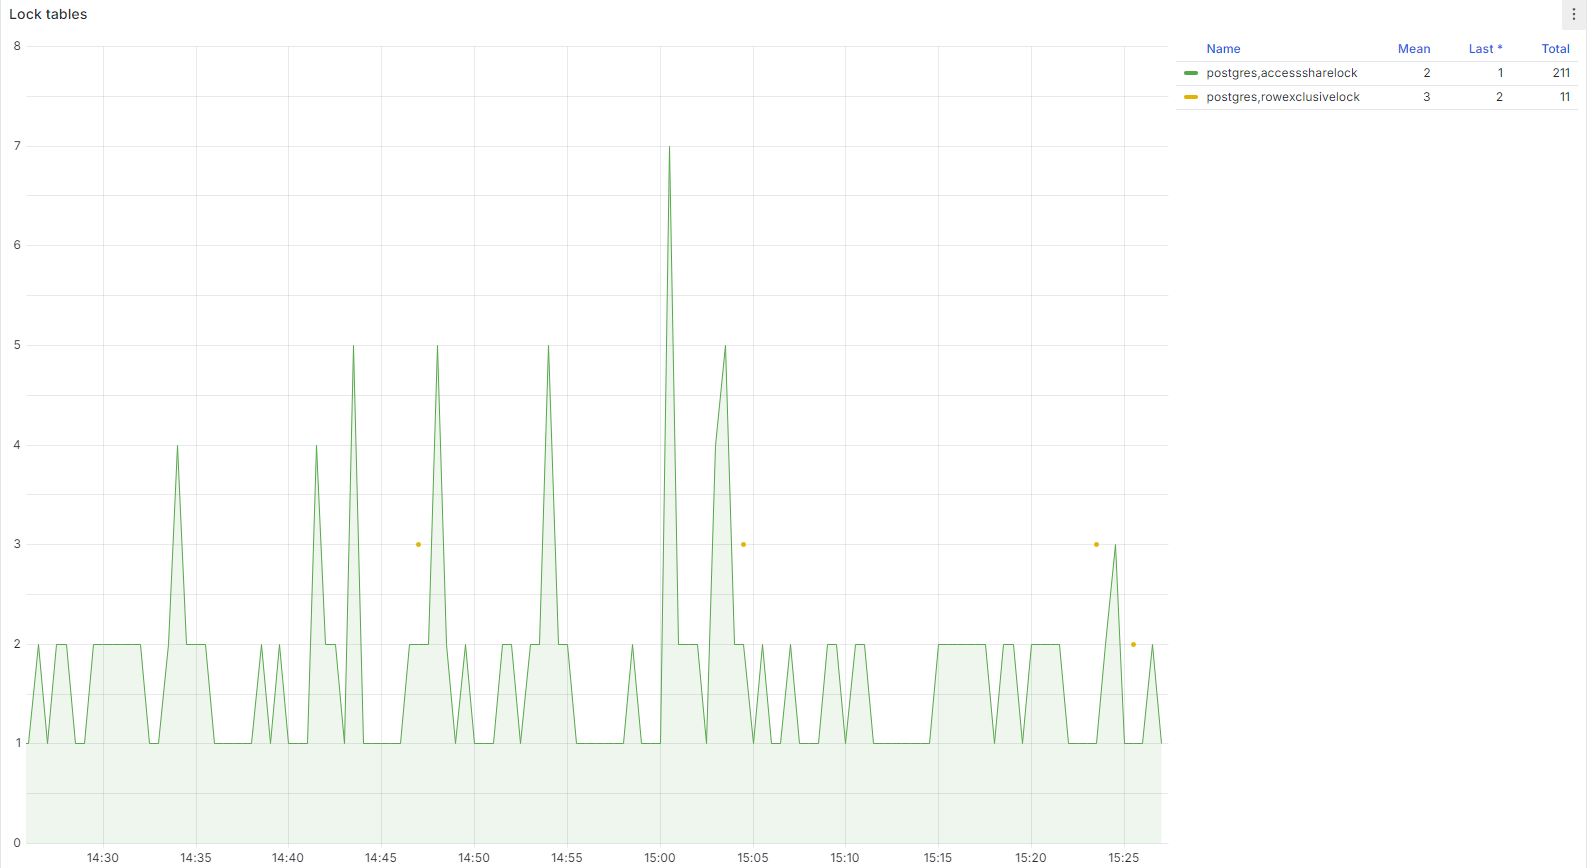 Lock tables
8
7
6
5
4
3
2
1
0
14:30 14:35 14:40 14:45 14:50 14:55 15:00 15:05 15:10 15:15 15:20 15:25
Name Mean Last * Total
postgres,accesssharelock 2 1 211
postgres,rowexclusivelock 3 2 11